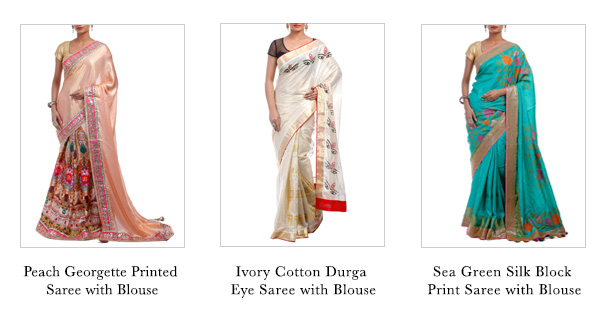 Peach Georgette Printed
Saree with Blouse
Ivory Cotton Durga
Eye Saree with Blouse
Sea Green Silk Block
Print Saree with Blouse